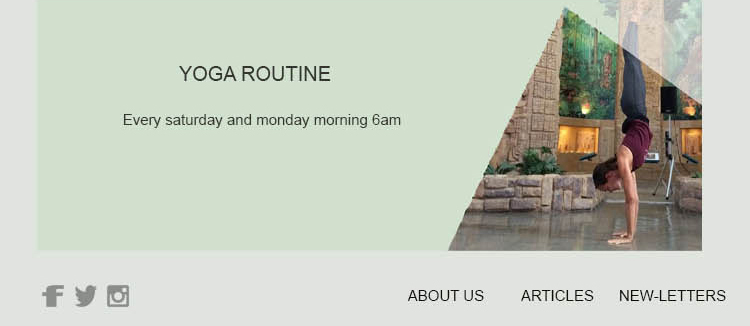 YOGA ROUTINE
Every saturday and monday morning 6am
ABOUT US
ARTICLES
NEW-LETTERS